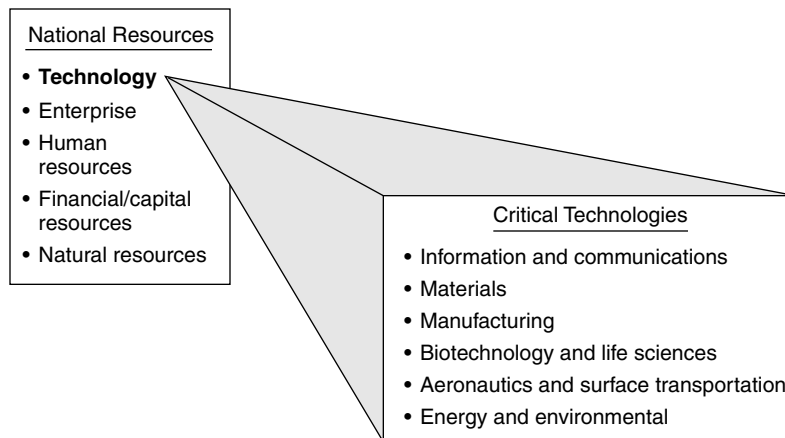 National Resources
• Technology
• Enterprise
• Human
resources
• Financial/capital
resources
• Natural resources
Critical Technologies
• Information and communications
• Materials
• Manufacturing
• Biotechnology and life sciences
• Aeronautics and surface transportation
• Energy and environmental